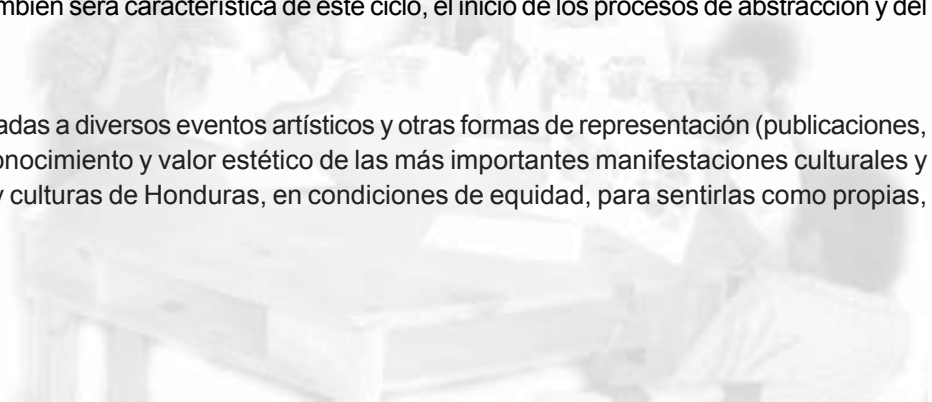 mbién será característica de este ciclo, el inicio de los procesos de abstracción y del
adas a diversos eventos artísticos y otras formas de representación (publicaciones,
onocimiento y valor estético de las más importantes manifestaciones culturales y
y culturas de Honduras, en condiciones de equidad, para sentirlas como propias,